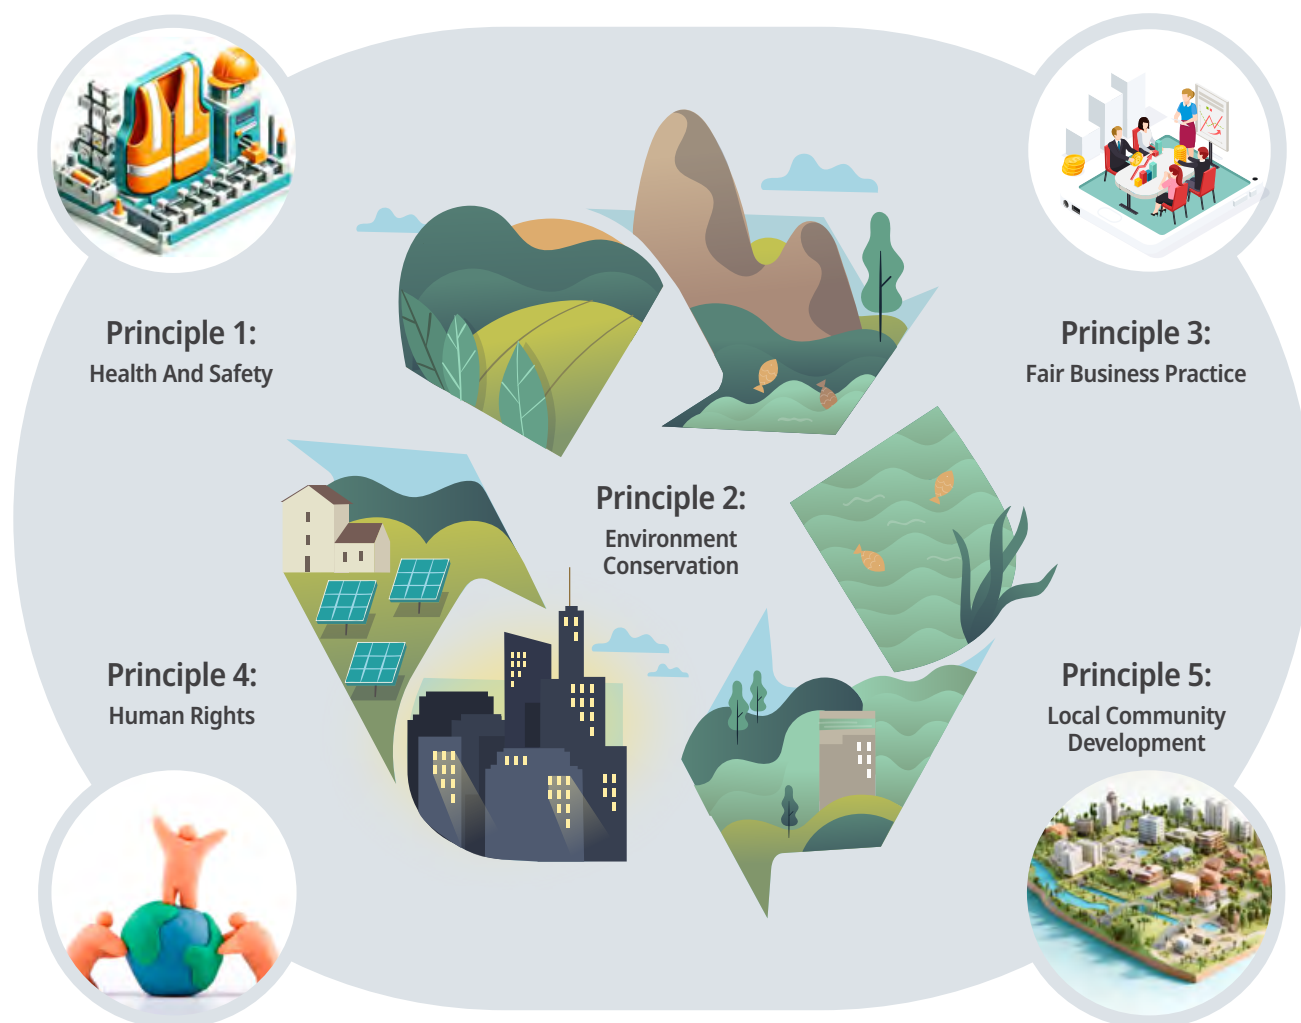 Principle 1:
Health And Safety
Principle 3:
Fair Business Practice
Principle 2:
Environment
Conservation
Principle 4:
Human Rights
Principle 5:
Local Community
Development